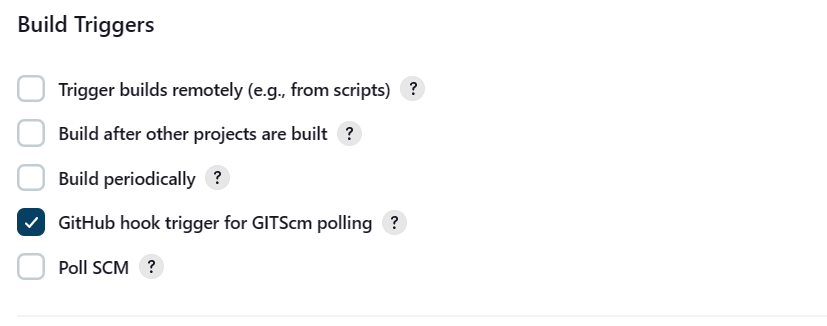 Build Triggers
Trigger builds remotely (e.g., from scripts) ?
Build after other projects are built ?
Build periodically ?
GitHub hook trigger for GITScm polling ?
Poll SCM ?